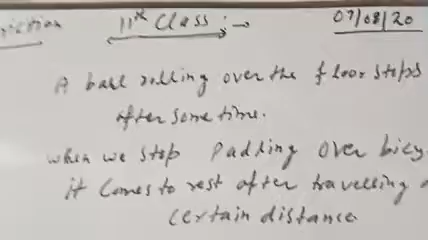 riction 11th Class :→ 07/08/20
A ball rolling over the floor stops
after some time.
when we stop Padding over bicy
it Comes to rest after travelling a
certain distance